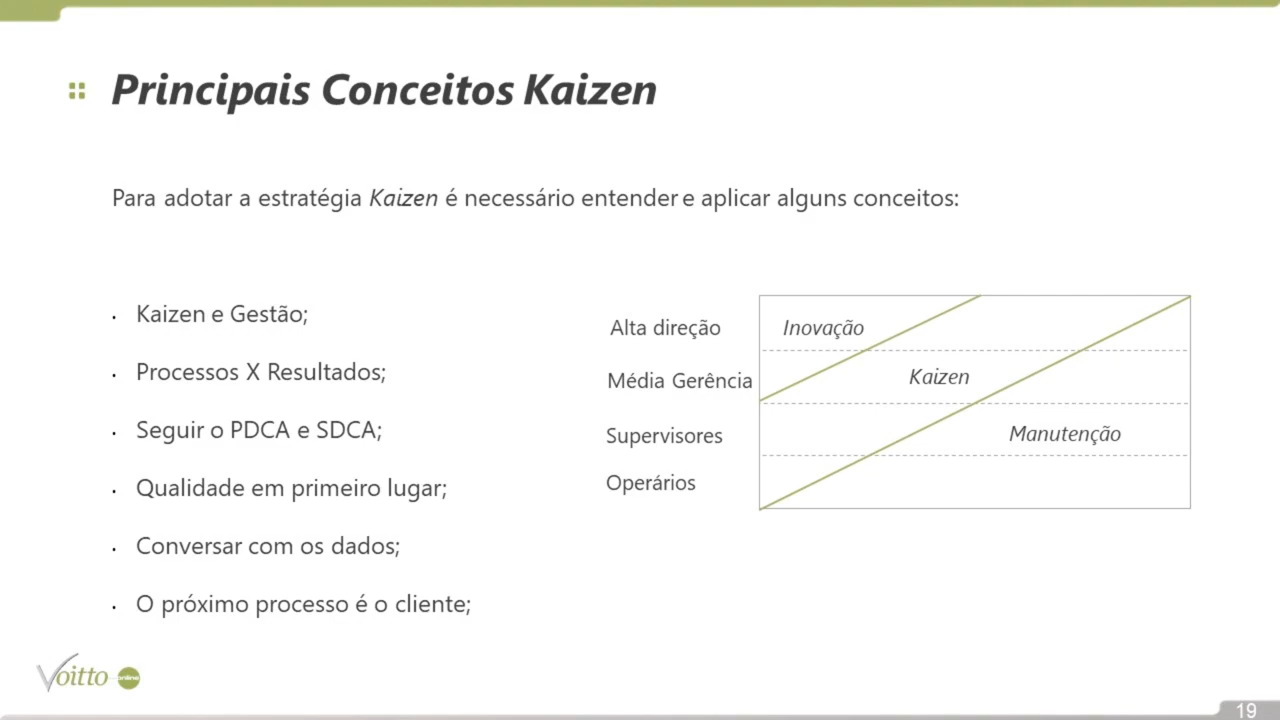 Principais Conceitos Kaizen
Para adotar a estratégia Kaizen é necessário entender e aplicar alguns conceitos:
• Kaizen e Gestão;
• Processos X Resultados;
• Seguir o PDCA e SDCA;
• Qualidade em primeiro lugar;
• Conversar com os dados;
• O próximo processo é o cliente;
Alta direção
Média Gerência
Supervisores
Operários
Inovação
Kaizen
Manutenção
Voitto online
19